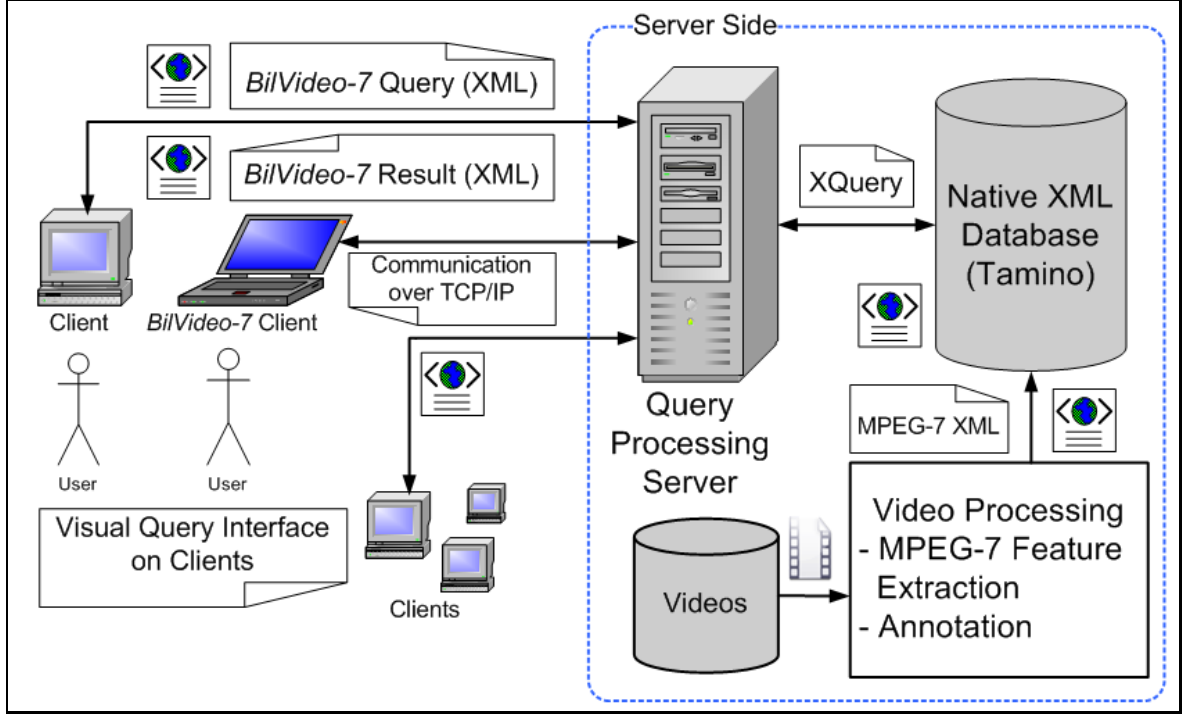 Server Side
BilVideo-7 Query (XML)
BilVideo-7 Result (XML)
Client
BilVideo-7 Client
Communication
over TCP/IP
User
User
Visual Query Interface
on Clients
Clients
Query
Processing
Server
XQuery
Native XML
Database
(Tamino)
MPEG-7 XML
Videos
Video Processing
- MPEG-7 Feature
Extraction
- Annotation